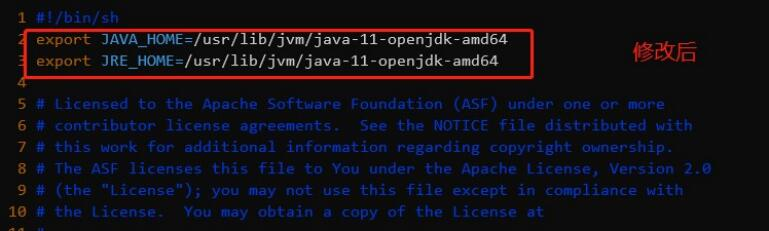 1 #!/bin/sh
2 export JAVA_HOME=/usr/lib/jvm/java-11-openjdk-amd64
3 export JRE_HOME=/usr/lib/jvm/java-11-openjdk-amd64
修改后
4
5 # Licensed to the Apache Software Foundation (ASF) under one or more
6 # contributor license agreements.  See the NOTICE file distributed with
7 # this work for additional information regarding copyright ownership.
8 # The ASF licenses this file to You under the Apache License, Version 2.0
9 # (the "License"); you may not use this file except in compliance with
10 # the License.  You may obtain a copy of the License at
11 #